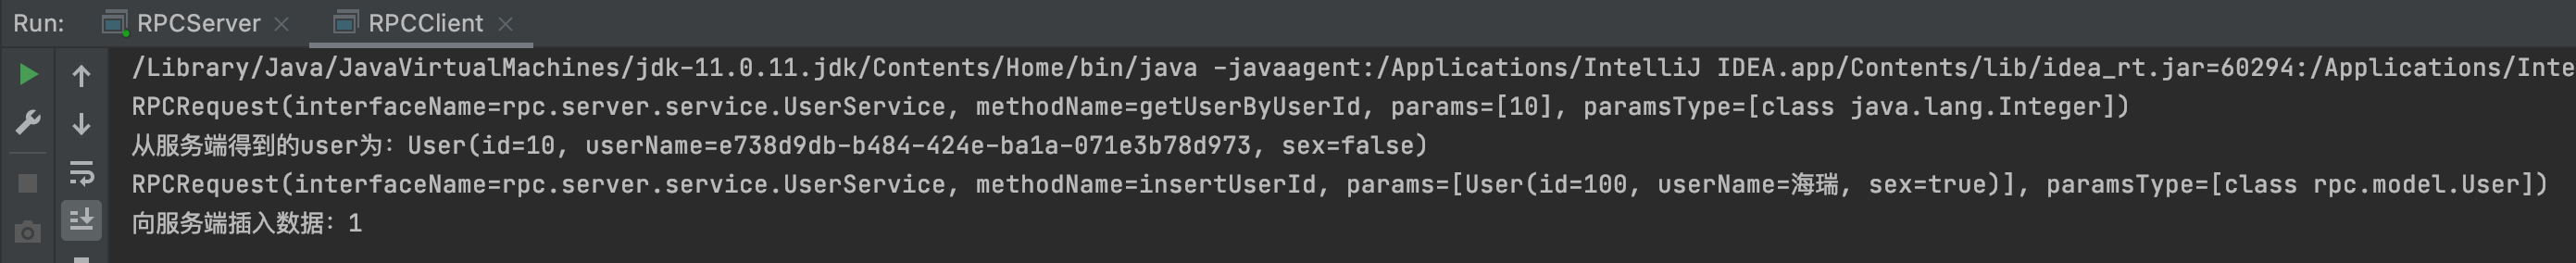 Run: RPCServer RPCClient
/Library/Java/JavaVirtualMachines/jdk-11.0.11.jdk/Contents/Home/bin/java -javaagent:/Applications/IntelliJ IDEA.app/Contents/lib/idea_rt.jar=60294:/Applications/Inte
RPCRequest(interfaceName=rpc.server.service.UserService, methodName=getUserByUserId, params=[10], paramsType=[class java.lang.Integer])
从服务端得到的user为：User(id=10, userName=e738d9db-b484-424e-ba1a-071e3b78d973, sex=false)
RPCRequest(interfaceName=rpc.server.service.UserService, methodName=insertUserId, params=[User(id=100, userName=海瑞, sex=true)], paramsType=[class rpc.model.User])
向服务端插入数据：1